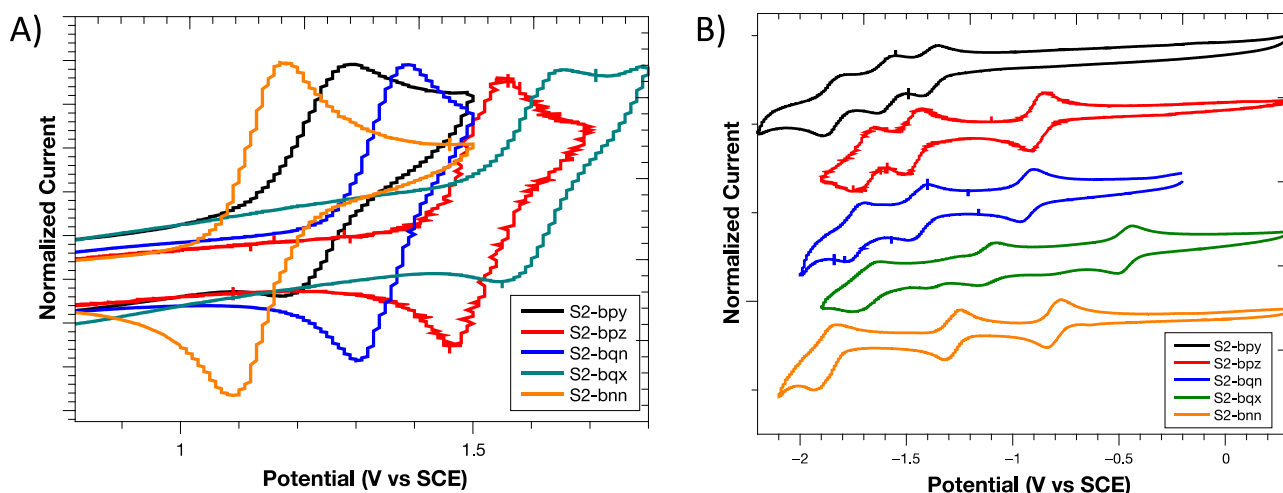 A)
Normalized Current
S2-bpy
S2-bpz
S2-bqn
S2-bqx
S2-bnn
1
1.5
Potential (V vs SCE)
B)
Normalized Current
S2-bpy
S2-bpz
S2-bqn
S2-bqx
S2-bnn
−2
−1.5
−1
−0.5
0
Potential (V vs SCE)